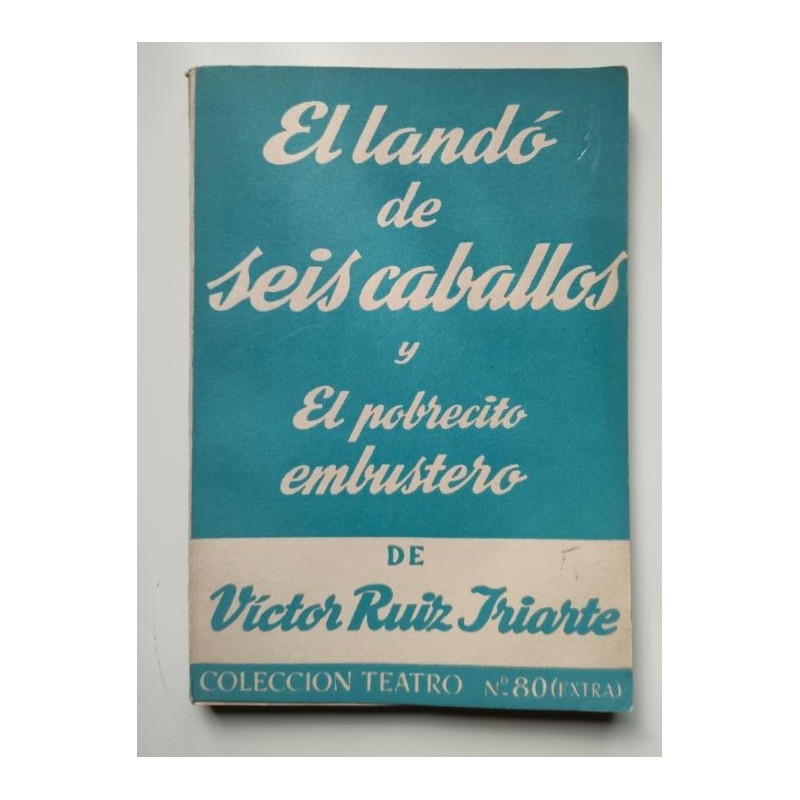 El landó
de
seis caballos
y
El pobrecito
embustero
DE
Víctor Ruiz Iriarte
COLECCION TEATRO Nº 80 (EXTRA)